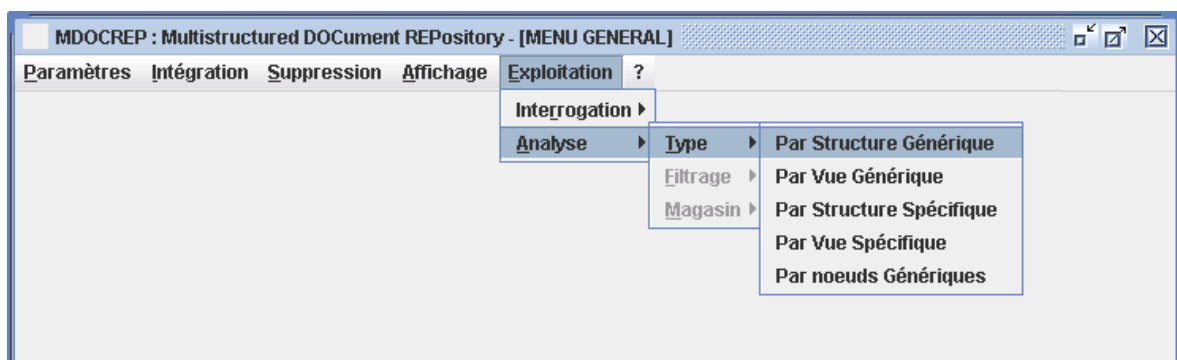 MDOCREP : Multistructured DOCument REPository - [MENU GENERAL]
Paramètres Intégration Suppression Affichage Exploitation ?
Interrogation
Analyse Type Par Structure Générique
Filtrage Par Vue Générique
Magasin Par Structure Spécifique
Par Vue Spécifique
Par noeuds Génériques